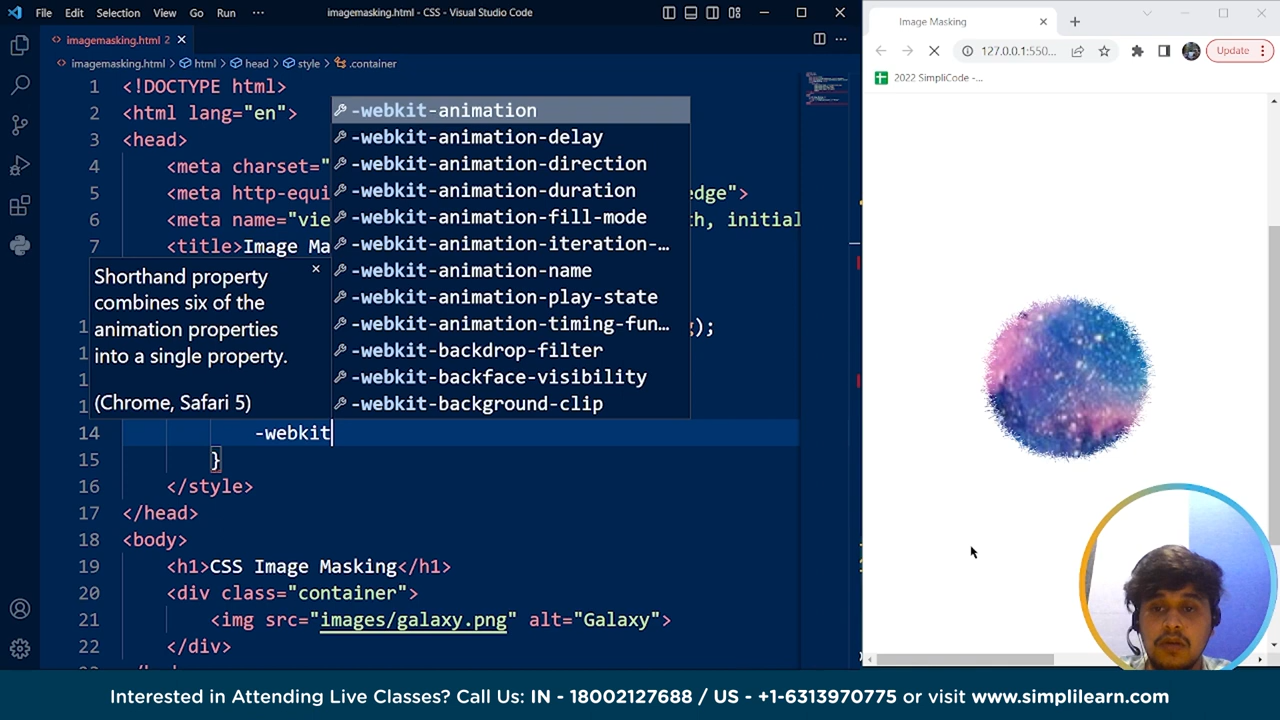 File Edit Selection View Go Run ··· imagemasking.html - CSS - Visual Studio Code
imagemasking.html 2
imagemasking.html > html > head > style > .container
1 <!DOCTYPE html>
2 <html lang="en">
3 <head>
4 <meta charset="
5 <meta http-equi dge">
6 <meta name="vie h, initial
7 <title>Image Ma
);
14 -webkit
15 }
16 </style>
17 </head>
18 <body>
19 <h1>CSS Image Masking</h1>
20 <div class="container">
21 <img src="images/galaxy.png" alt="Galaxy">
22 </div>
-webkit-animation
-webkit-animation-delay
-webkit-animation-direction
-webkit-animation-duration
-webkit-animation-fill-mode
-webkit-animation-iteration-…
-webkit-animation-name
-webkit-animation-play-state
-webkit-animation-timing-fun…
-webkit-backdrop-filter
-webkit-backface-visibility
-webkit-background-clip
Shorthand property
combines six of the
animation properties
into a single property.
(Chrome, Safari 5)
Image Masking
127.0.0.1:550... Update
2022 SimpliCode -...
Interested in Attending Live Classes? Call Us: IN - 18002127688 / US - +1-6313970775 or visit www.simplilearn.com